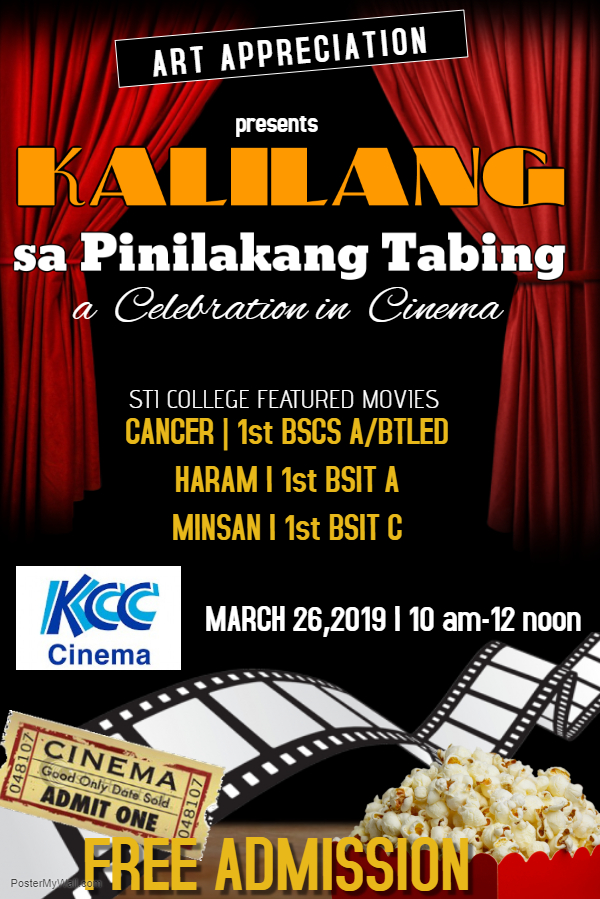 ART APPRECIATION
presents
KALILANG
sa Pinilakang Tabing
a Celebration in Cinema
STI COLLEGE FEATURED MOVIES
CANCER | 1st BSCS A/BTLED
HARAM I 1st BSIT A
MINSAN I 1st BSIT C
KCC
Cinema
MARCH 26,2019 I 10 am-12 noon
048107
CINEMA
Good Only Date Sold
ADMIT ONE
048107
FREE ADMISSION
PosterMyWall.com